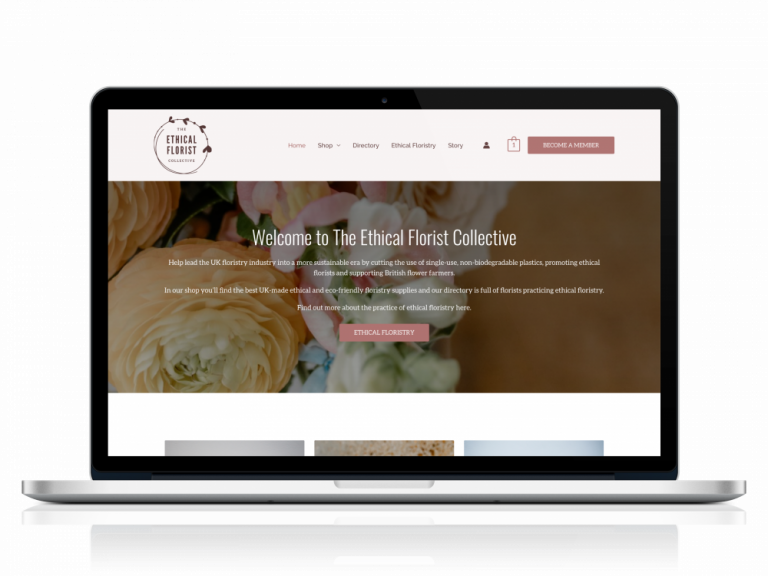 THE
ETHICAL
FLORIST
COLLECTIVE
Home Shop Directory Ethical Floristry Story 1 BECOME A MEMBER
Welcome to The Ethical Florist Collective
Help lead the UK floristry industry into a more sustainable era by cutting the use of single-use, non-biodegradable plastics, promoting ethical
florists and supporting British flower farmers.
In our shop you'll find the best UK-made ethical and eco-friendly floristry supplies and our directory is full of florists practicing ethical floristry.
Find out more about the practice of ethical floristry here.
ETHICAL FLORISTRY